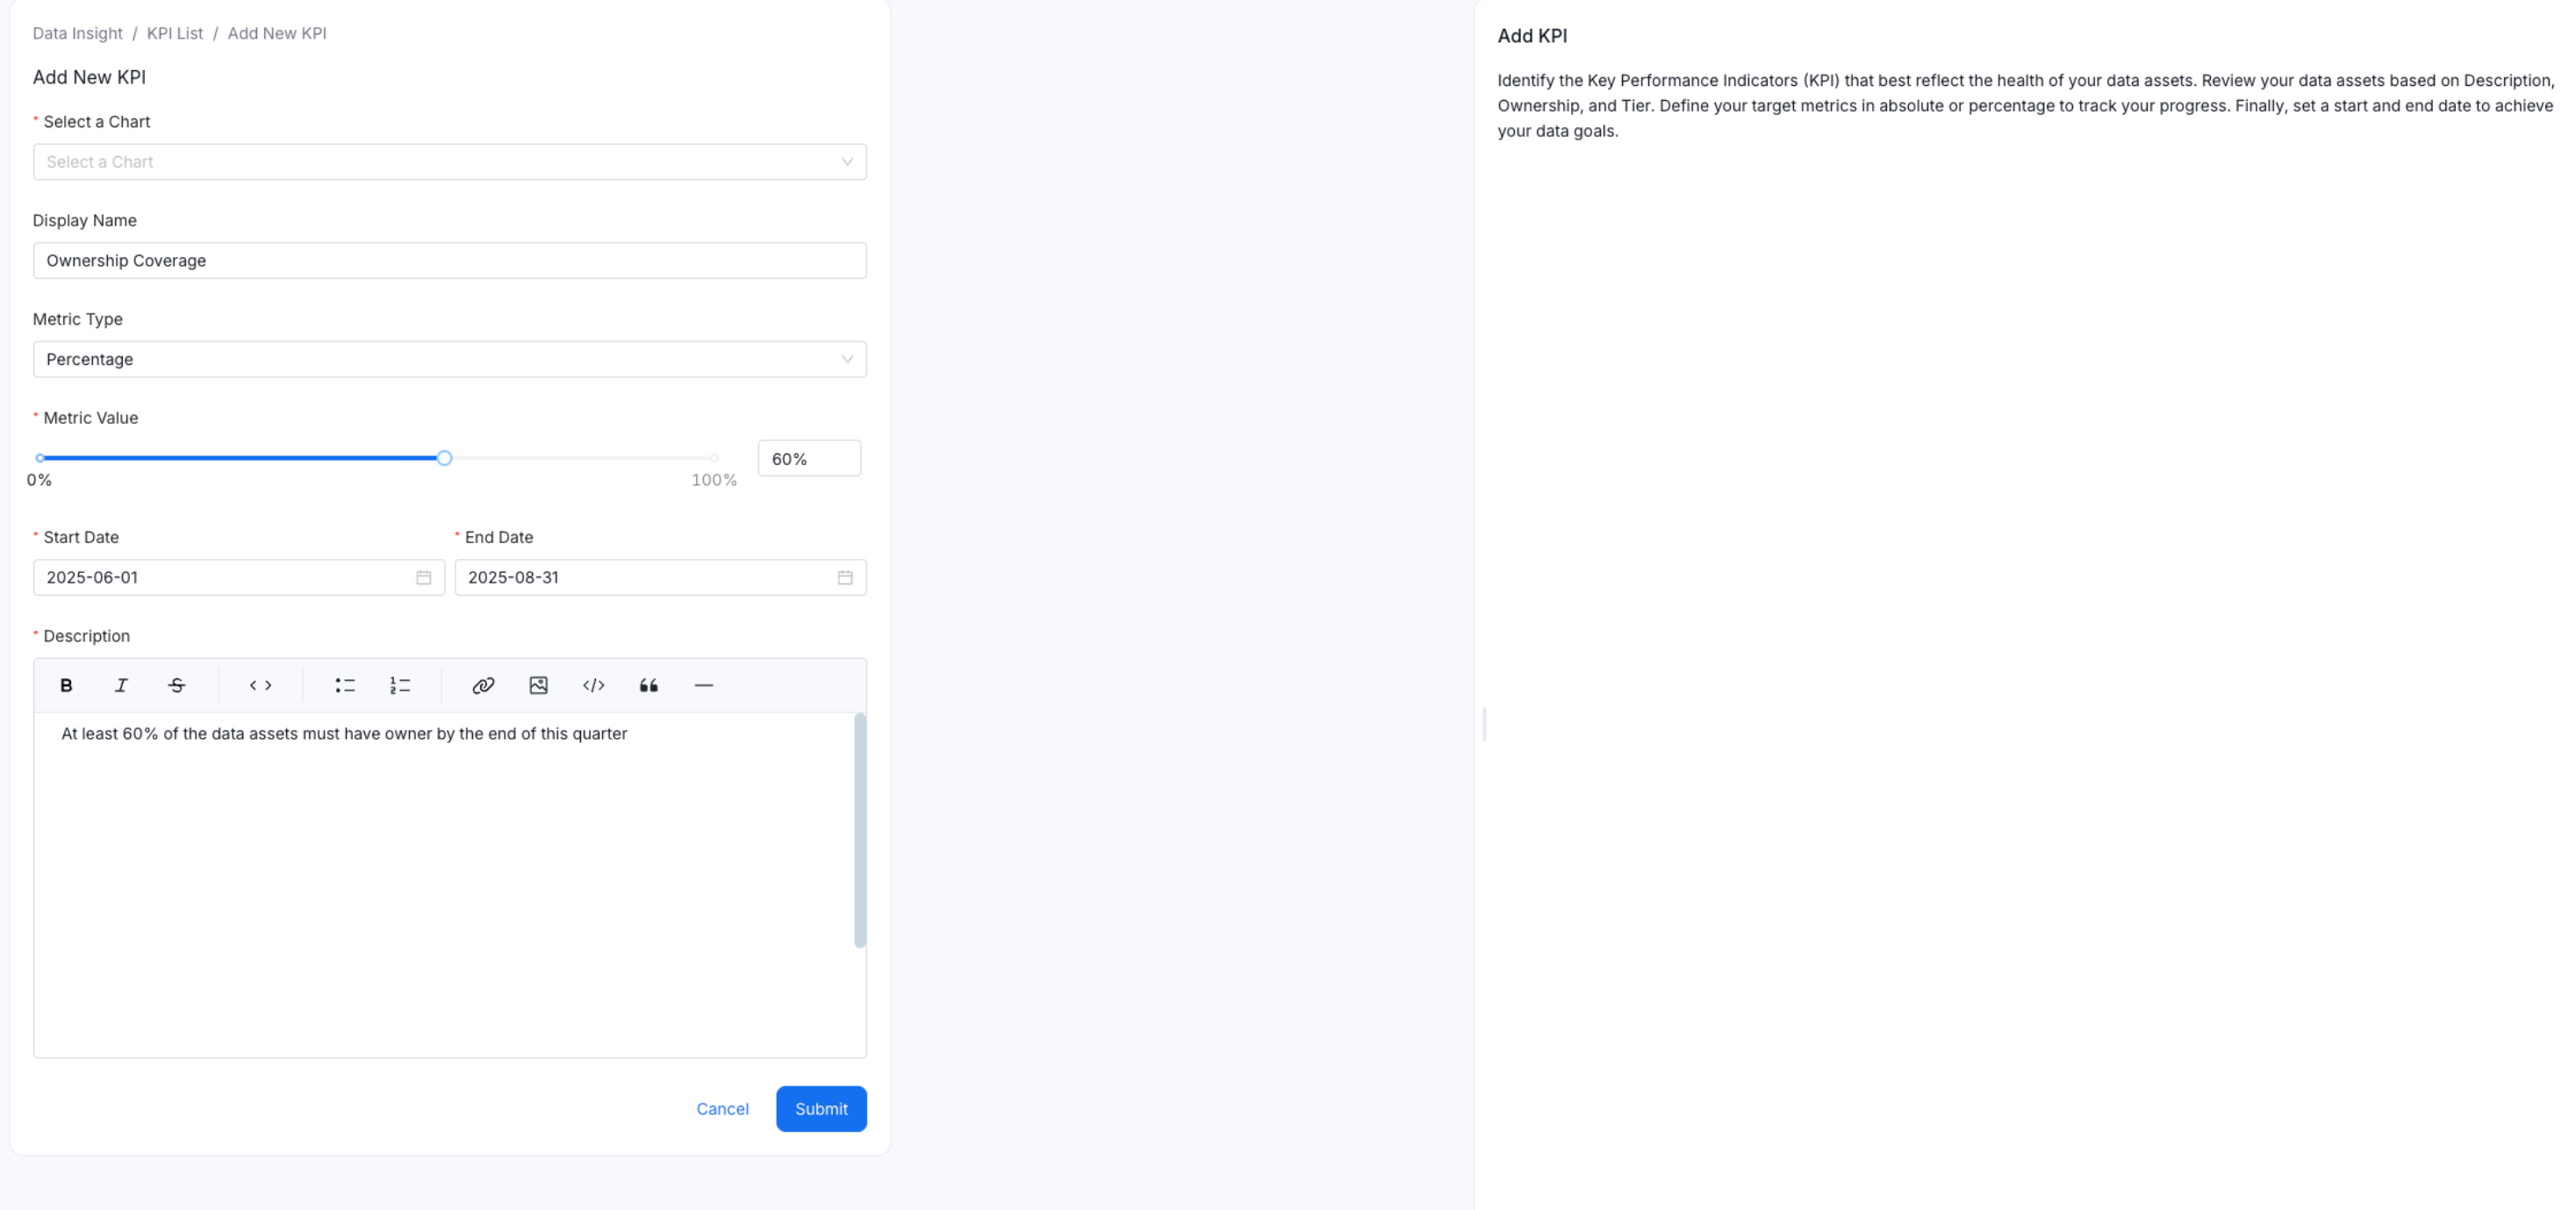 Data Insight / KPI List / Add New KPI
Add New KPI
* Select a Chart
Select a Chart
Display Name
Ownership Coverage
Metric Type
Percentage
* Metric Value
60%
0%
100%
* Start Date
* End Date
2025-06-01
2025-08-31
* Description
At least 60% of the data assets must have owner by the end of this quarter
Cancel
Submit
Add KPI
Identify the Key Performance Indicators (KPI) that best reflect the health of your data assets. Review your data assets based on Description,
Ownership, and Tier. Define your target metrics in absolute or percentage to track your progress. Finally, set a start and end date to achieve
your data goals.